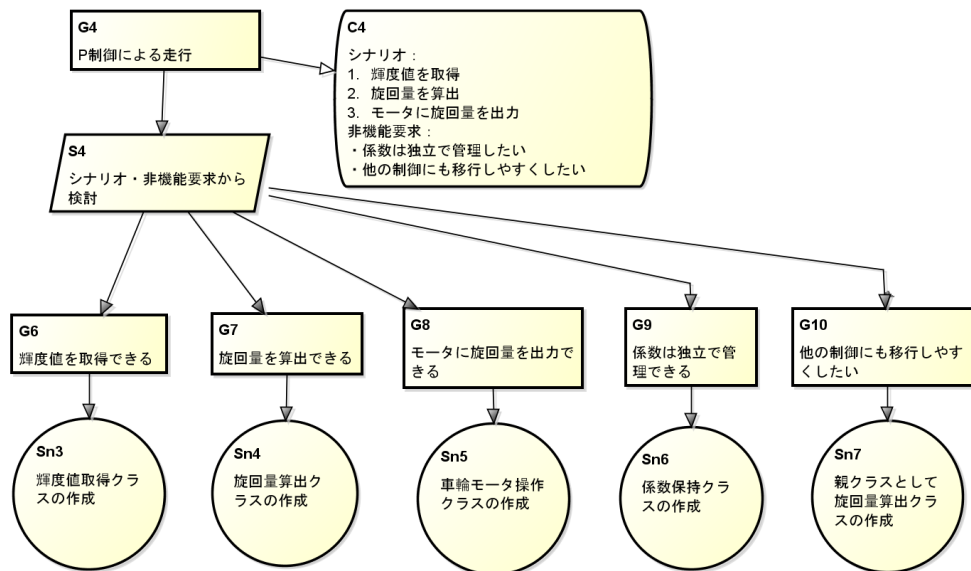 G4
P制御による走行
C4
シナリオ：
1. 輝度値を取得
2. 旋回量を算出
3. モータに旋回量を出力
非機能要求：
・係数は独立で管理したい
・他の制御にも移行しやすくしたい
S4
シナリオ・非機能要求から
検討
G6
輝度値を取得できる
G7
旋回量を算出できる
G8
モータに旋回量を出力で
きる
G9
係数は独立で管
理できる
G10
他の制御にも移行しやす
くしたい
Sn3
輝度値取得クラ
スの作成
Sn4
旋回量算出ク
ラスの作成
Sn5
車輪モータ操作
クラスの作成
Sn6
係数保持クラ
スの作成
Sn7
親クラスとして
旋回量算出クラ
スの作成